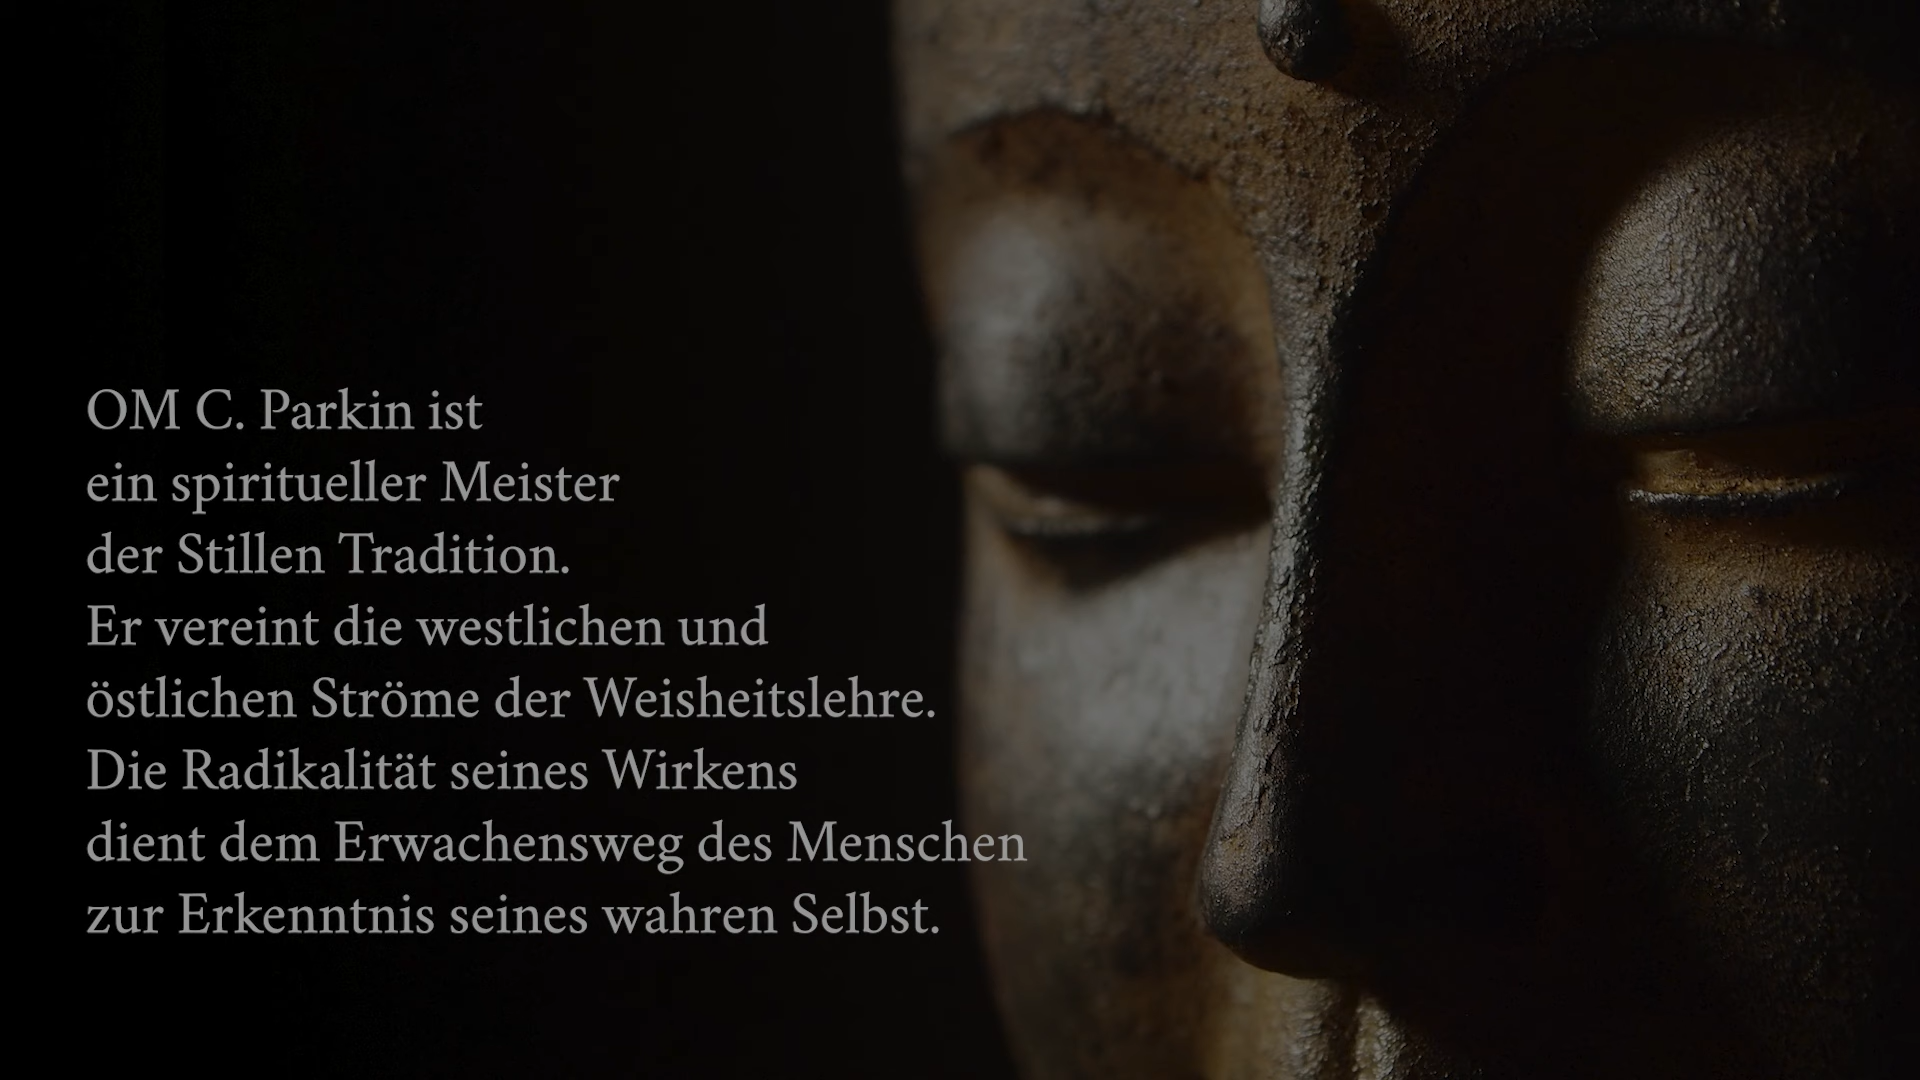 OM C. Parkin ist
ein spiritueller Meister
der Stillen Tradition.
Er vereint die westlichen und
östlichen Ströme der Weisheitslehre.
Die Radikalität seines Wirkens
dient dem Erwachensweg des Menschen
zur Erkenntnis seines wahren Selbst.